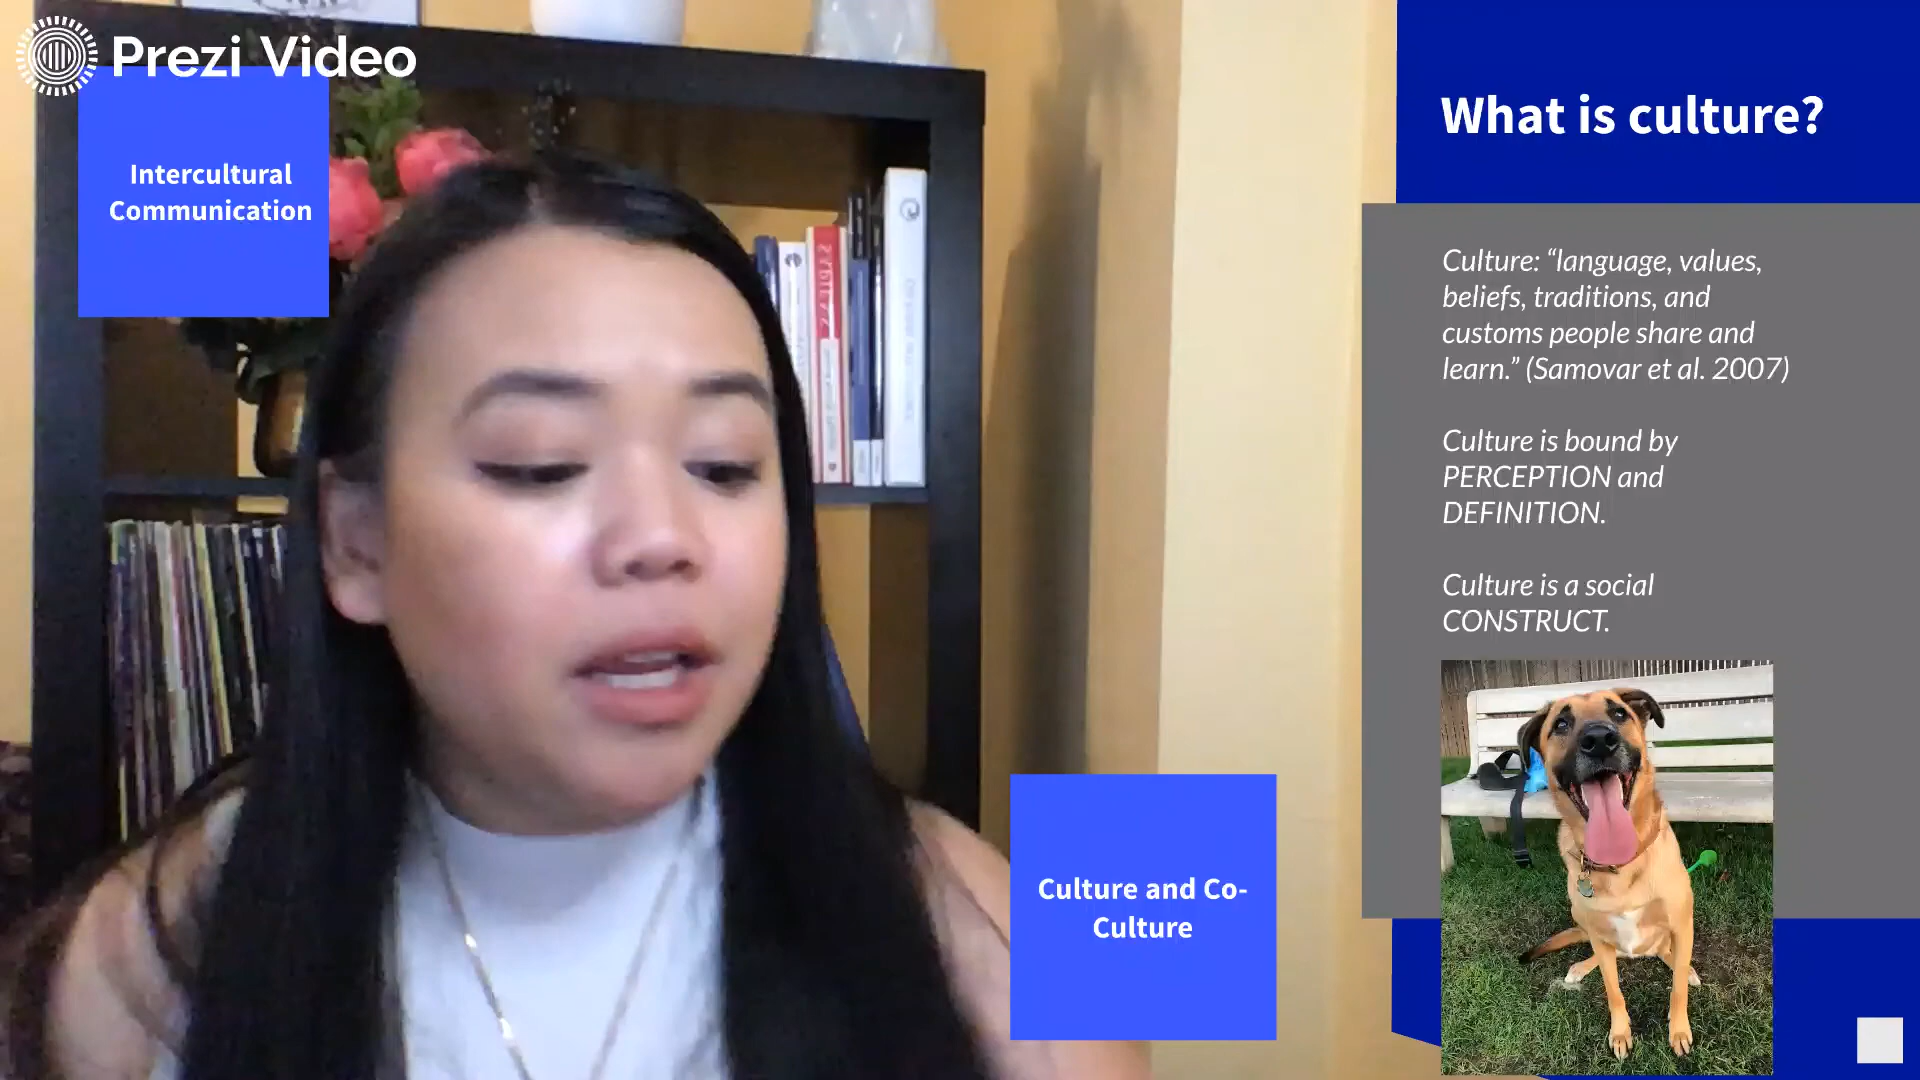 Prezi Video
Intercultural
Communication
What is culture?
Culture: “language, values,
beliefs, traditions, and
customs people share and
learn.” (Samovar et al. 2007)
Culture is bound by
PERCEPTION and
DEFINITION.
Culture is a social
CONSTRUCT.
Culture and Co-
Culture